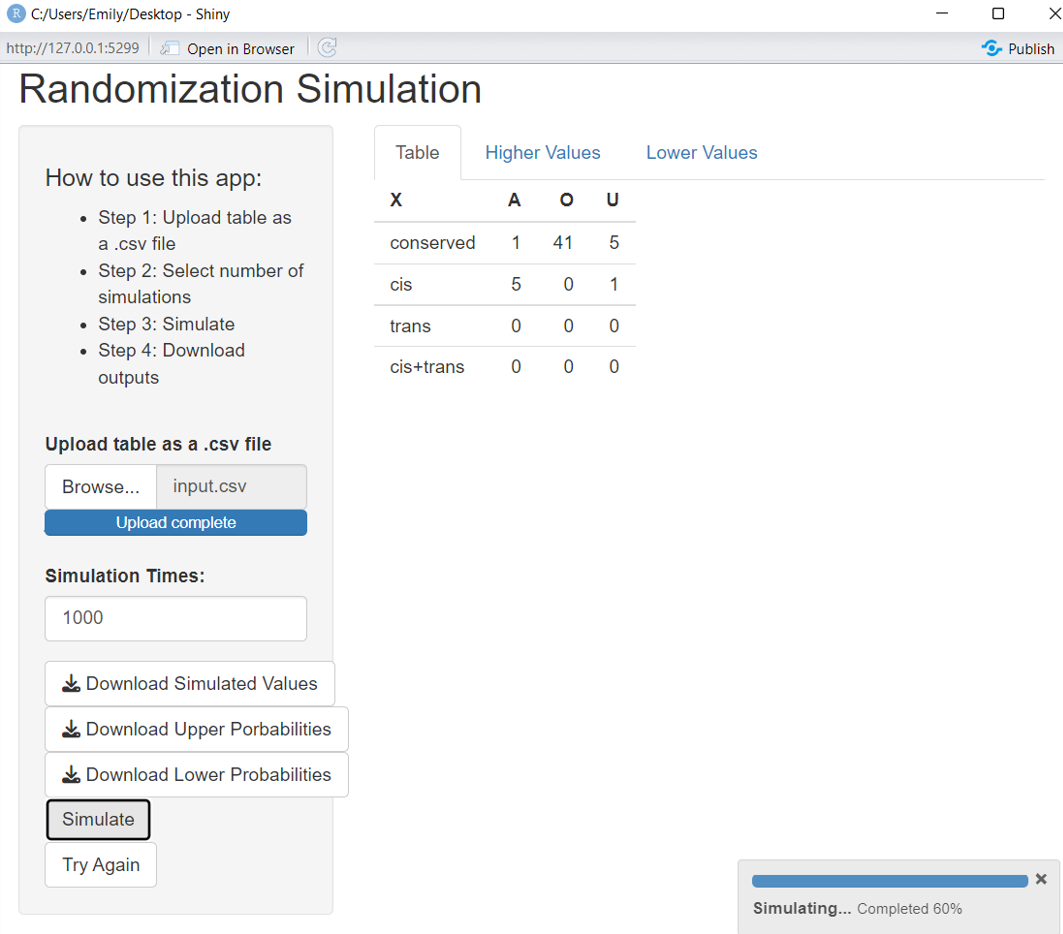 R C:/Users/Emily/Desktop - Shiny
http://127.0.0.1:5299 Open in Browser Publish
Randomization Simulation
How to use this app:
Step 1: Upload table as
a .csv file
Step 2: Select number of
simulations
Step 3: Simulate
Step 4: Download
outputs
Upload table as a .csv file
Browse... input.csv
Upload complete
Simulation Times:
1000
Download Simulated Values
Download Upper Porbabilities
Download Lower Probabilities
Simulate
Try Again
Table Higher Values Lower Values
X A O U
conserved 1 41 5
cis 5 0 1
trans 0 0 0
cis+trans 0 0 0
Simulating... Completed 60%